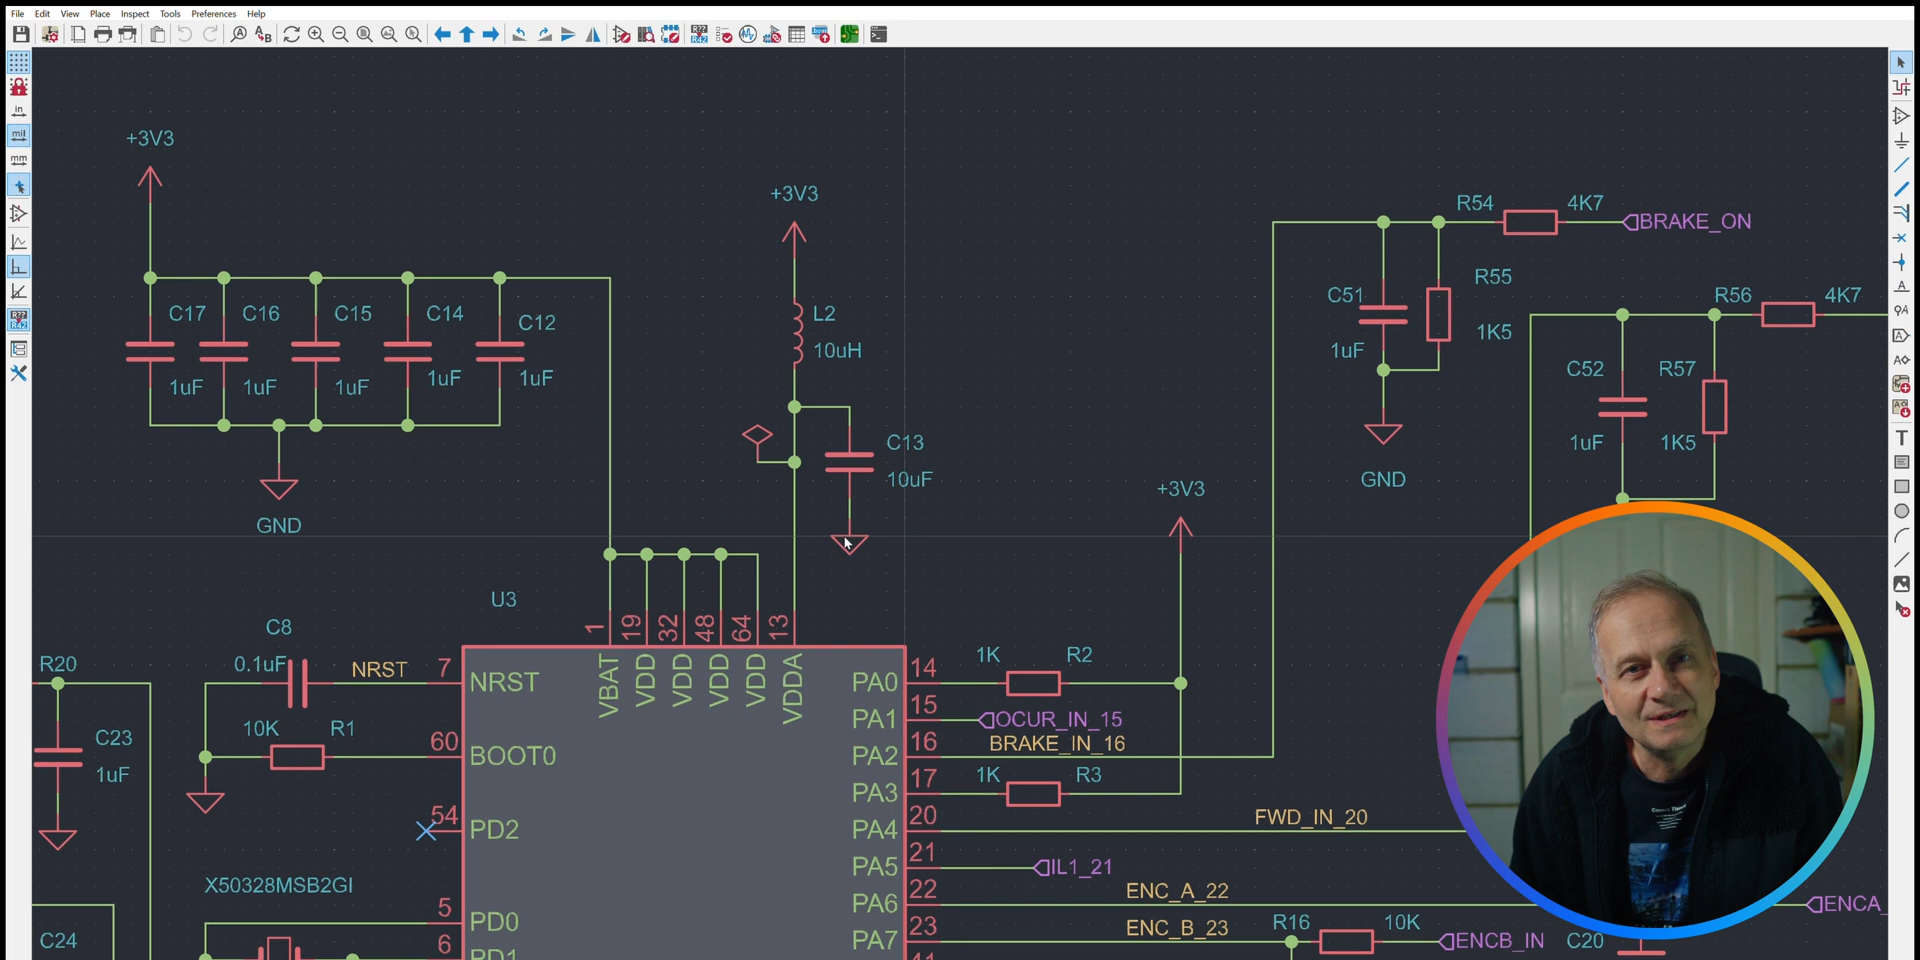 File Edit View Place Inspect Tools Preferences Help
in
mil
mm
+3V3
+3V3
R54 4K7
BRAKE_ON
R55
C51
1K5
1uF
R56 4K7
C17 C16 C15 C14 C12
1uF 1uF 1uF 1uF 1uF
L2
10uH
C52 R57
1uF 1K5
C13
10uF
GND
+3V3
GND
U3
C8
0.1uF
NRST 7 NRST
R20
10K R1
60 BOOT0
C23
1uF
54 PD2
X50328MSB2GI
5 PD0
6 PD1
C24
1 19 32 48 64 13
VBAT VDD VDD VDD VDD VDDA
PA0 14 1K R2
PA1 15 OCUR_IN_15
PA2 16 BRAKE_IN_16
PA3 17 1K R3
PA4 20 FWD_IN_20
PA5 21 IL1_21
PA6 22 ENC_A_22
ENCA_
PA7 23 ENC_B_23 R16 10K ENCB_IN C20